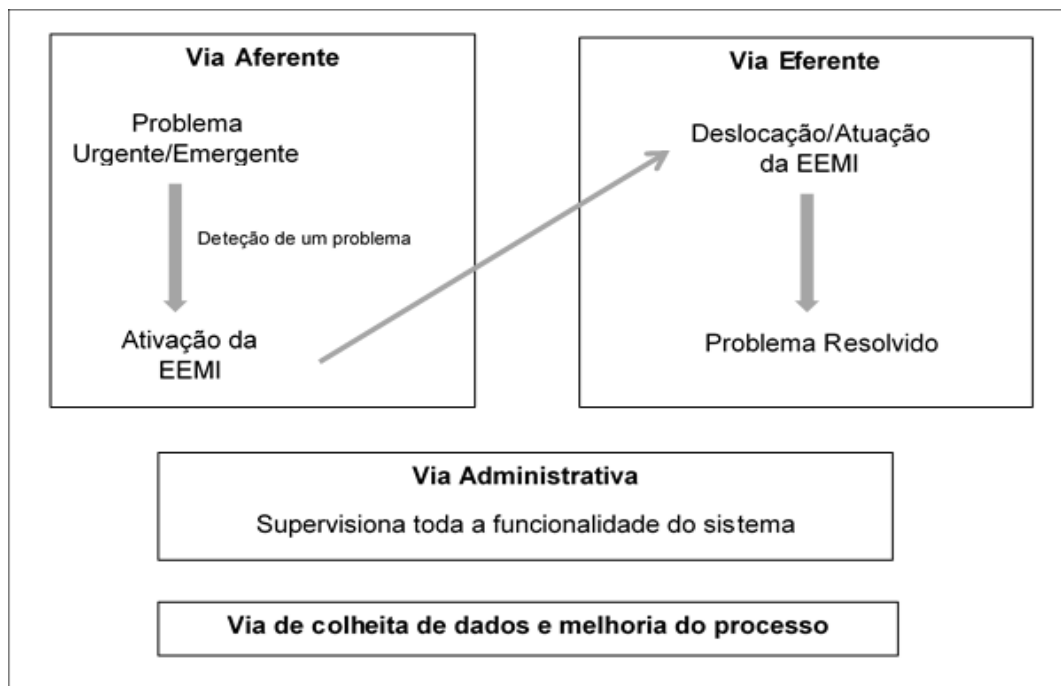 Via Aferente
Problema
Urgente/Emergente
Deteção de um problema
Ativação da
EEMI
Via Eferente
Deslocação/Atuação
da EEMI
Problema Resolvido
Via Administrativa
Supervisiona toda a funcionalidade do sistema
Via de colheita de dados e melhoria do processo